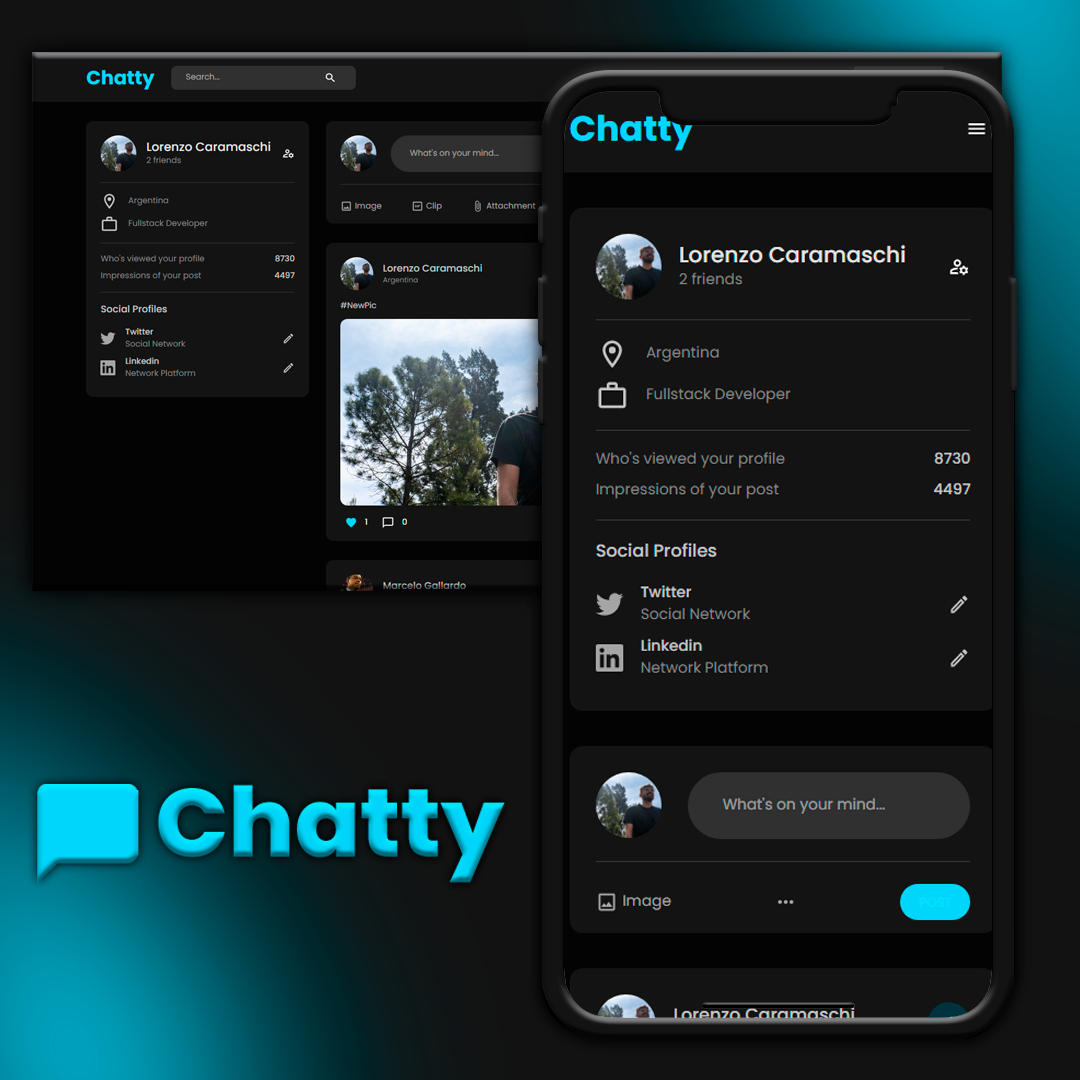 Chatty
Search...
Lorenzo Caramaschi
2 friends
Argentina
Fullstack Developer
Who's viewed your profile 8730
Impressions of your post 4497
Social Profiles
Twitter
Social Network
Linkedin
Network Platform
What's on your mind...
Image Clip Attachment
Lorenzo Caramaschi
Argentina
#NewPic
1 0
Marcelo Gallardo
Chatty
Lorenzo Caramaschi
2 friends
Argentina
Fullstack Developer
Who's viewed your profile 8730
Impressions of your post 4497
Social Profiles
Twitter
Social Network
Linkedin
Network Platform
What's on your mind...
Image ... POST
Lorenzo Caramaschi
Chatty